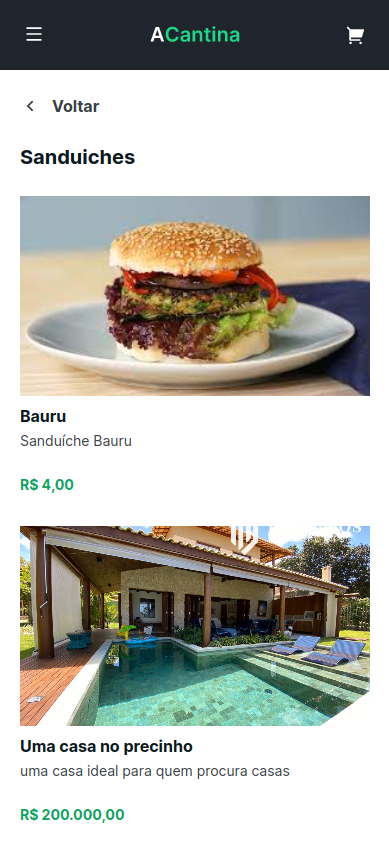 ACantina
Voltar
Sanduiches
Bauru
Sanduíche Bauru
R$ 4,00
Uma casa no precinho
uma casa ideal para quem procura casas
R$ 200.000,00